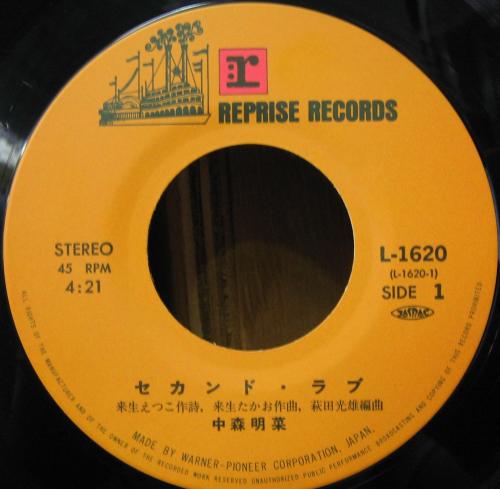 r
REPRISE RECORDS
STEREO
45 RPM
4:21
L-1620
(L-1620-1)
SIDE 1
JASRAC
セカンド・ラブ
来生えつこ作詩，来生たかお作曲，萩田光雄編曲
中森明菜
MADE BY WARNER-PIONEER CORPORATION, JAPAN.
ALL RIGHTS OF THE MANUFACTURER AND OF THE OWNER OF THE RECORDED WORK RESERVED UNAUTHORIZED PUBLIC PERFORMANCE BROADCASTING AND COPYING OF THIS RECORD PROHIBITED